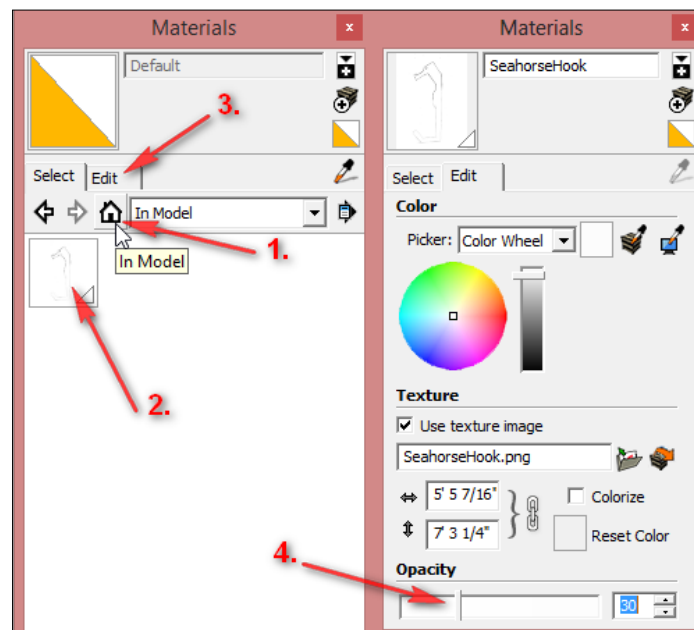 Materials
x
Default
3.
Select
Edit
In Model
1.
In Model
2.
Materials
x
SeahorseHook
Select
Edit
Color
Picker: Color Wheel
Texture
Use texture image
SeahorseHook.png
5' 5 7/16"
Colorize
7' 3 1/4"
Reset Color
4.
Opacity
30